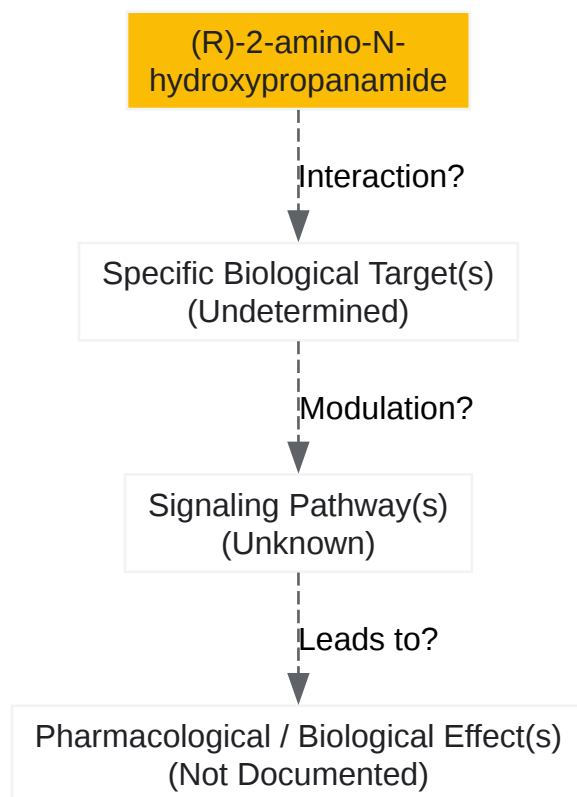 (R)-2-amino-N-
hydroxypropanamide
Interaction?
Specific Biological Target(s)
(Undetermined)
Modulation?
Signaling Pathway(s)
(Unknown)
Leads to?
Pharmacological / Biological Effect(s)
(Not Documented)